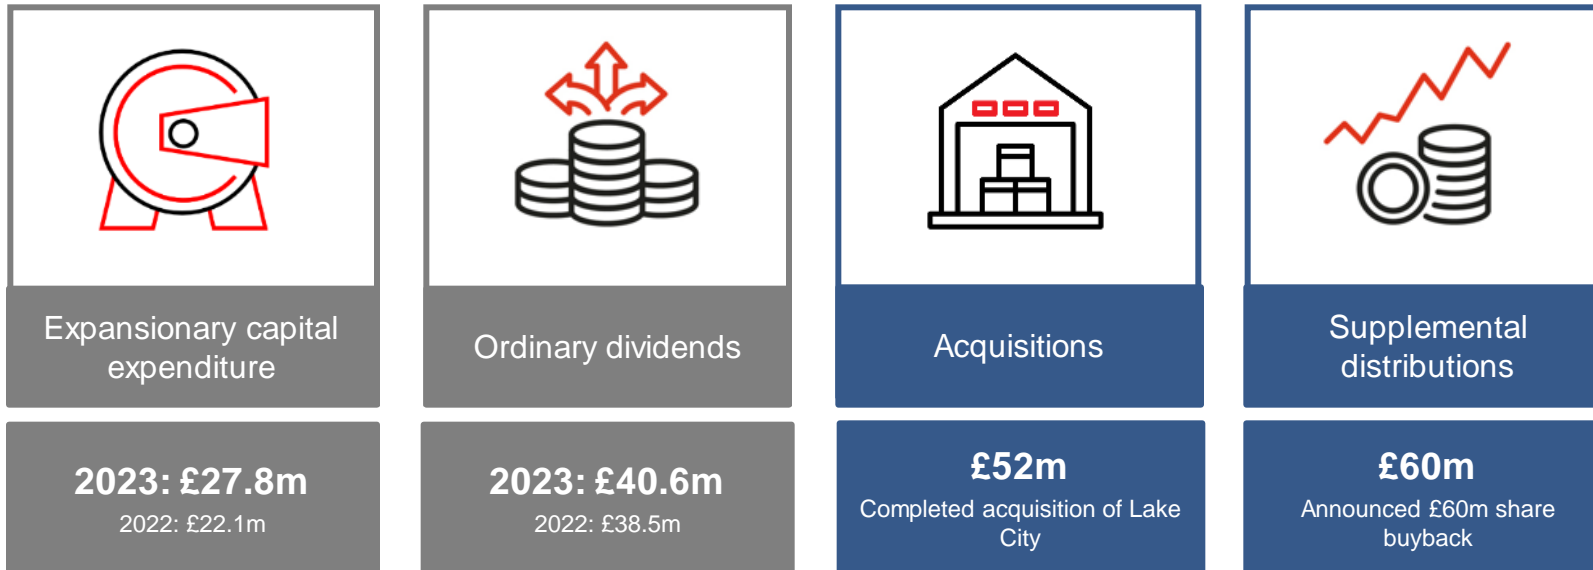 Expansionary capital
expenditure
Ordinary dividends
Acquisitions
Supplemental
distributions
2023: £27.8m
2022: £22.1m
2023: £40.6m
2022: £38.5m
£52m
Completed acquisition of Lake
City
£60m
Announced £60m share
buyback